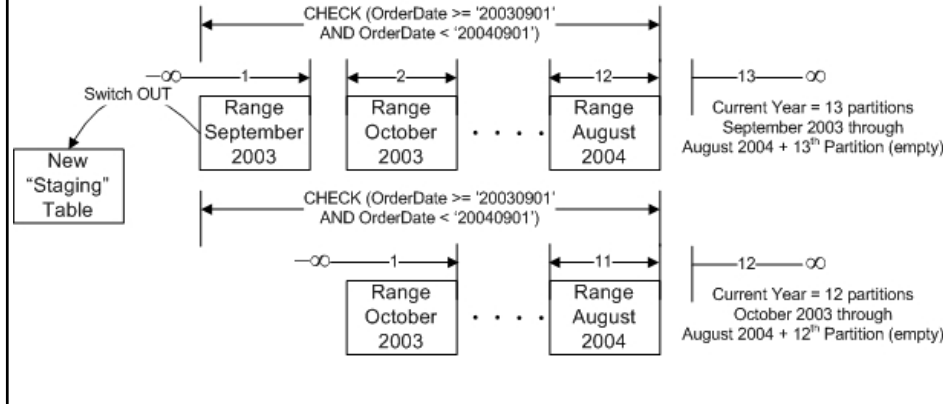 CHECK (OrderDate >= '20030901'
AND OrderDate < '20040901')
−∞ 1 2 12 13 ∞
Switch OUT
Range
September
2003
Range
October
2003
. . . .
Range
August
2004
Current Year = 13 partitions
September 2003 through
August 2004 + 13th Partition (empty)
New
“Staging”
Table
CHECK (OrderDate >= '20030901'
AND OrderDate < ‘20040901’)
−∞ 1 11 12 ∞
Range
October
2003
. . . .
Range
August
2004
Current Year = 12 partitions
October 2003 through
August 2004 + 12th Partition (empty)